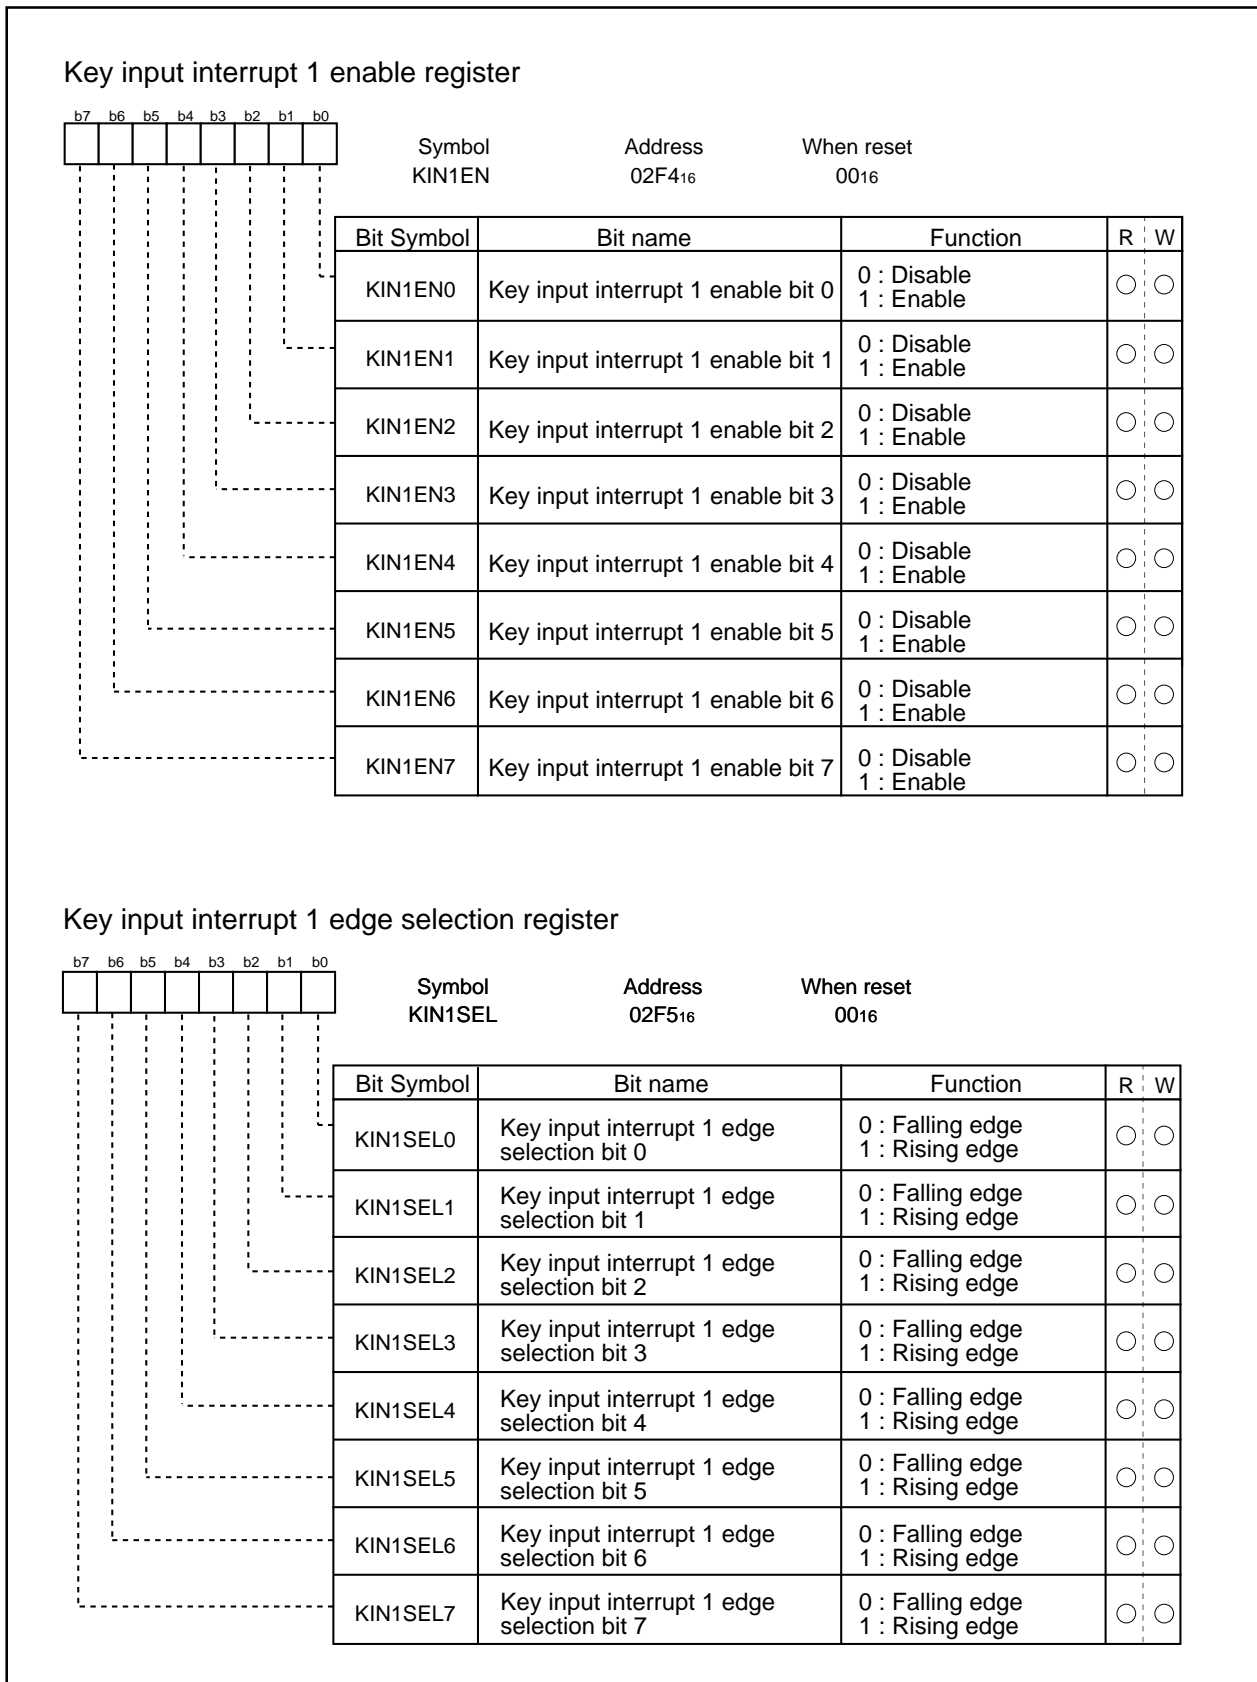 Key input interrupt 1 enable register
b7 b6 b5 b4 b3 b2 b1 b0
Symbol Address When reset
KIN1EN 02F416 0016
Bit Symbol Bit name Function R W
KIN1EN0 Key input interrupt 1 enable bit 0 0 : Disable
1 : Enable
KIN1EN1 Key input interrupt 1 enable bit 1 0 : Disable
1 : Enable
KIN1EN2 Key input interrupt 1 enable bit 2 0 : Disable
1 : Enable
KIN1EN3 Key input interrupt 1 enable bit 3 0 : Disable
1 : Enable
KIN1EN4 Key input interrupt 1 enable bit 4 0 : Disable
1 : Enable
KIN1EN5 Key input interrupt 1 enable bit 5 0 : Disable
1 : Enable
KIN1EN6 Key input interrupt 1 enable bit 6 0 : Disable
1 : Enable
KIN1EN7 Key input interrupt 1 enable bit 7 0 : Disable
1 : Enable
Key input interrupt 1 edge selection register
b7 b6 b5 b4 b3 b2 b1 b0
Symbol Address When reset
KIN1SEL 02F516 0016
Bit Symbol Bit name Function R W
KIN1SEL0 Key input interrupt 1 edge 0 : Falling edge
selection bit 0 1 : Rising edge
KIN1SEL1 Key input interrupt 1 edge 0 : Falling edge
selection bit 1 1 : Rising edge
KIN1SEL2 Key input interrupt 1 edge 0 : Falling edge
selection bit 2 1 : Rising edge
KIN1SEL3 Key input interrupt 1 edge 0 : Falling edge
selection bit 3 1 : Rising edge
KIN1SEL4 Key input interrupt 1 edge 0 : Falling edge
selection bit 4 1 : Rising edge
KIN1SEL5 Key input interrupt 1 edge 0 : Falling edge
selection bit 5 1 : Rising edge
KIN1SEL6 Key input interrupt 1 edge 0 : Falling edge
selection bit 6 1 : Rising edge
KIN1SEL7 Key input interrupt 1 edge 0 : Falling edge
selection bit 7 1 : Rising edge